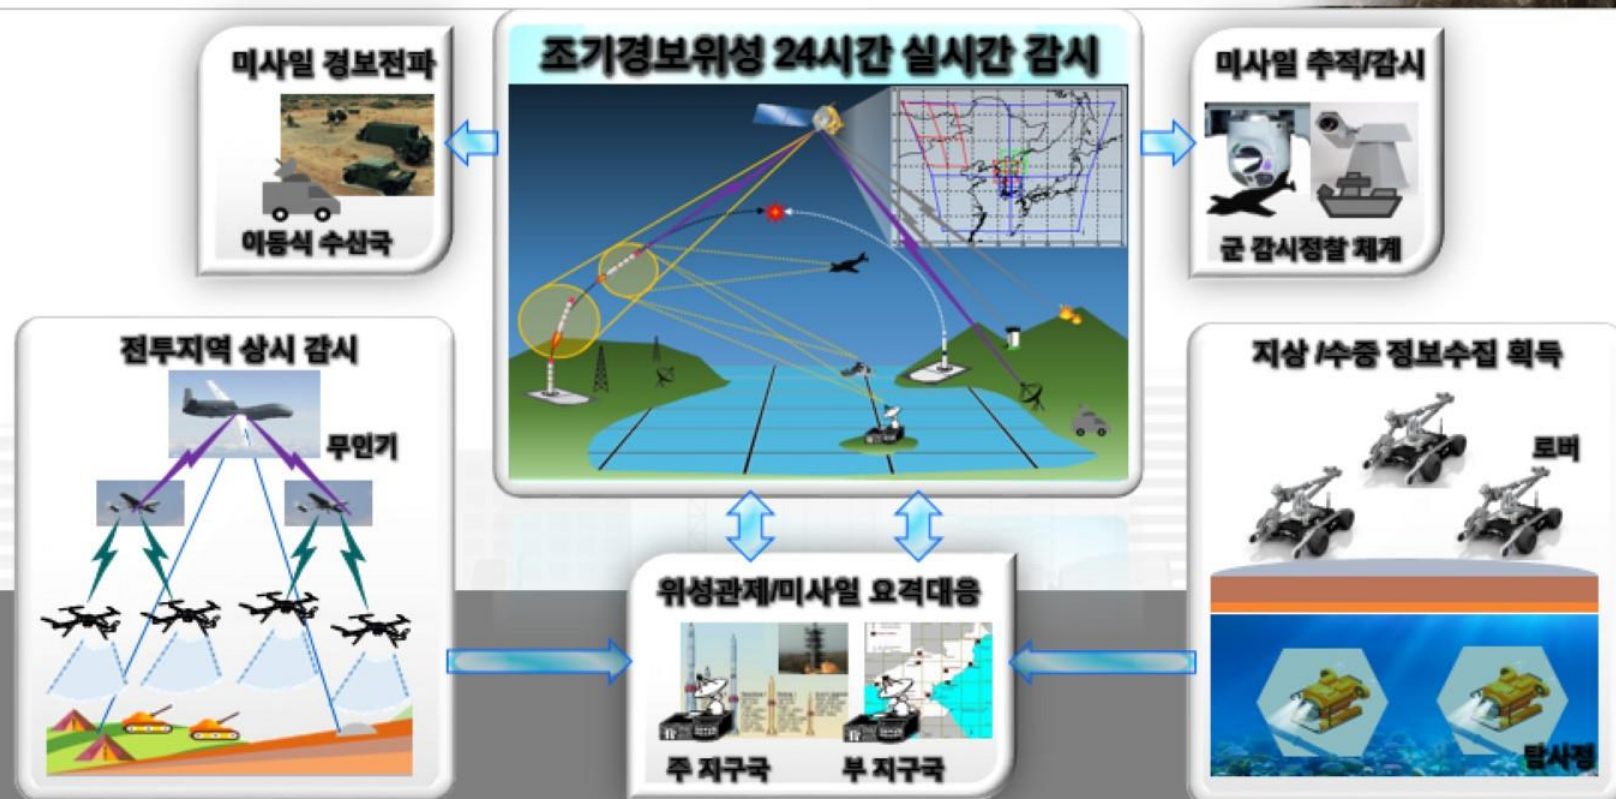 미사일 경보전파
이동식 수신국
조기경보위성 24시간 실시간 감시
미사일 추적/감시
군 감시정찰 체계
전투지역 상시 감시
무인기
지상 /수중 정보수집 획득
로버
탐사정
위성관제/미사일 요격대응
주 지구국
부 지구국